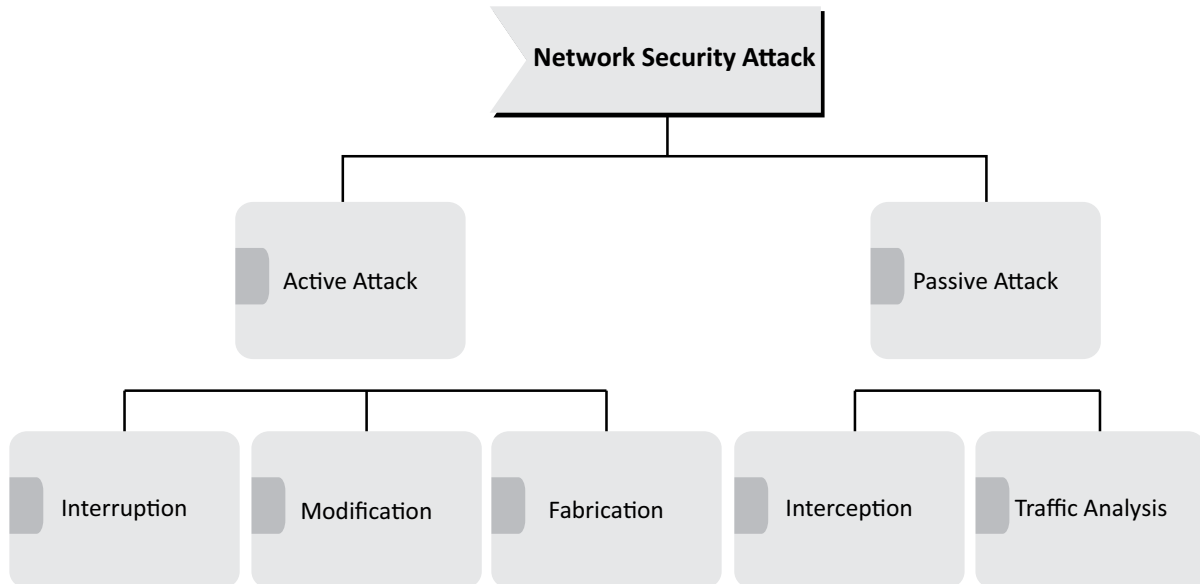 Network Security Attack
Active Attack
Passive Attack
Interruption
Modification
Fabrication
Interception
Traffic Analysis